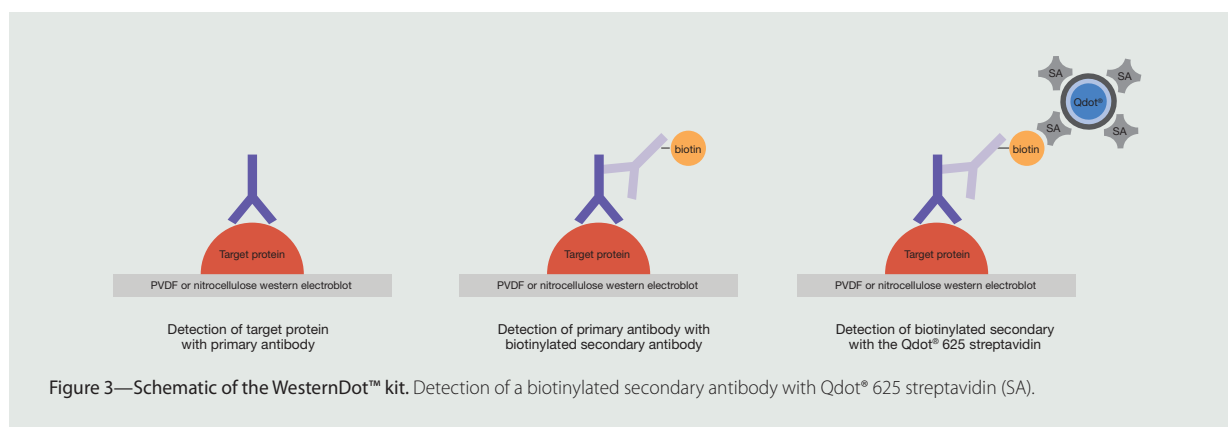 SA
SA
Qdot®
SA
SA
biotin
biotin
Target protein
Target protein
Target protein
PVDF or nitrocellulose western electroblot
PVDF or nitrocellulose western electroblot
PVDF or nitrocellulose western electroblot
Detection of target protein
with primary antibody
Detection of primary antibody with
biotinylated secondary antibody
Detection of biotinylated secondary
with the Qdot® 625 streptavidin
Figure 3—Schematic of the WesternDot™ kit. Detection of a biotinylated secondary antibody with Qdot® 625 streptavidin (SA).